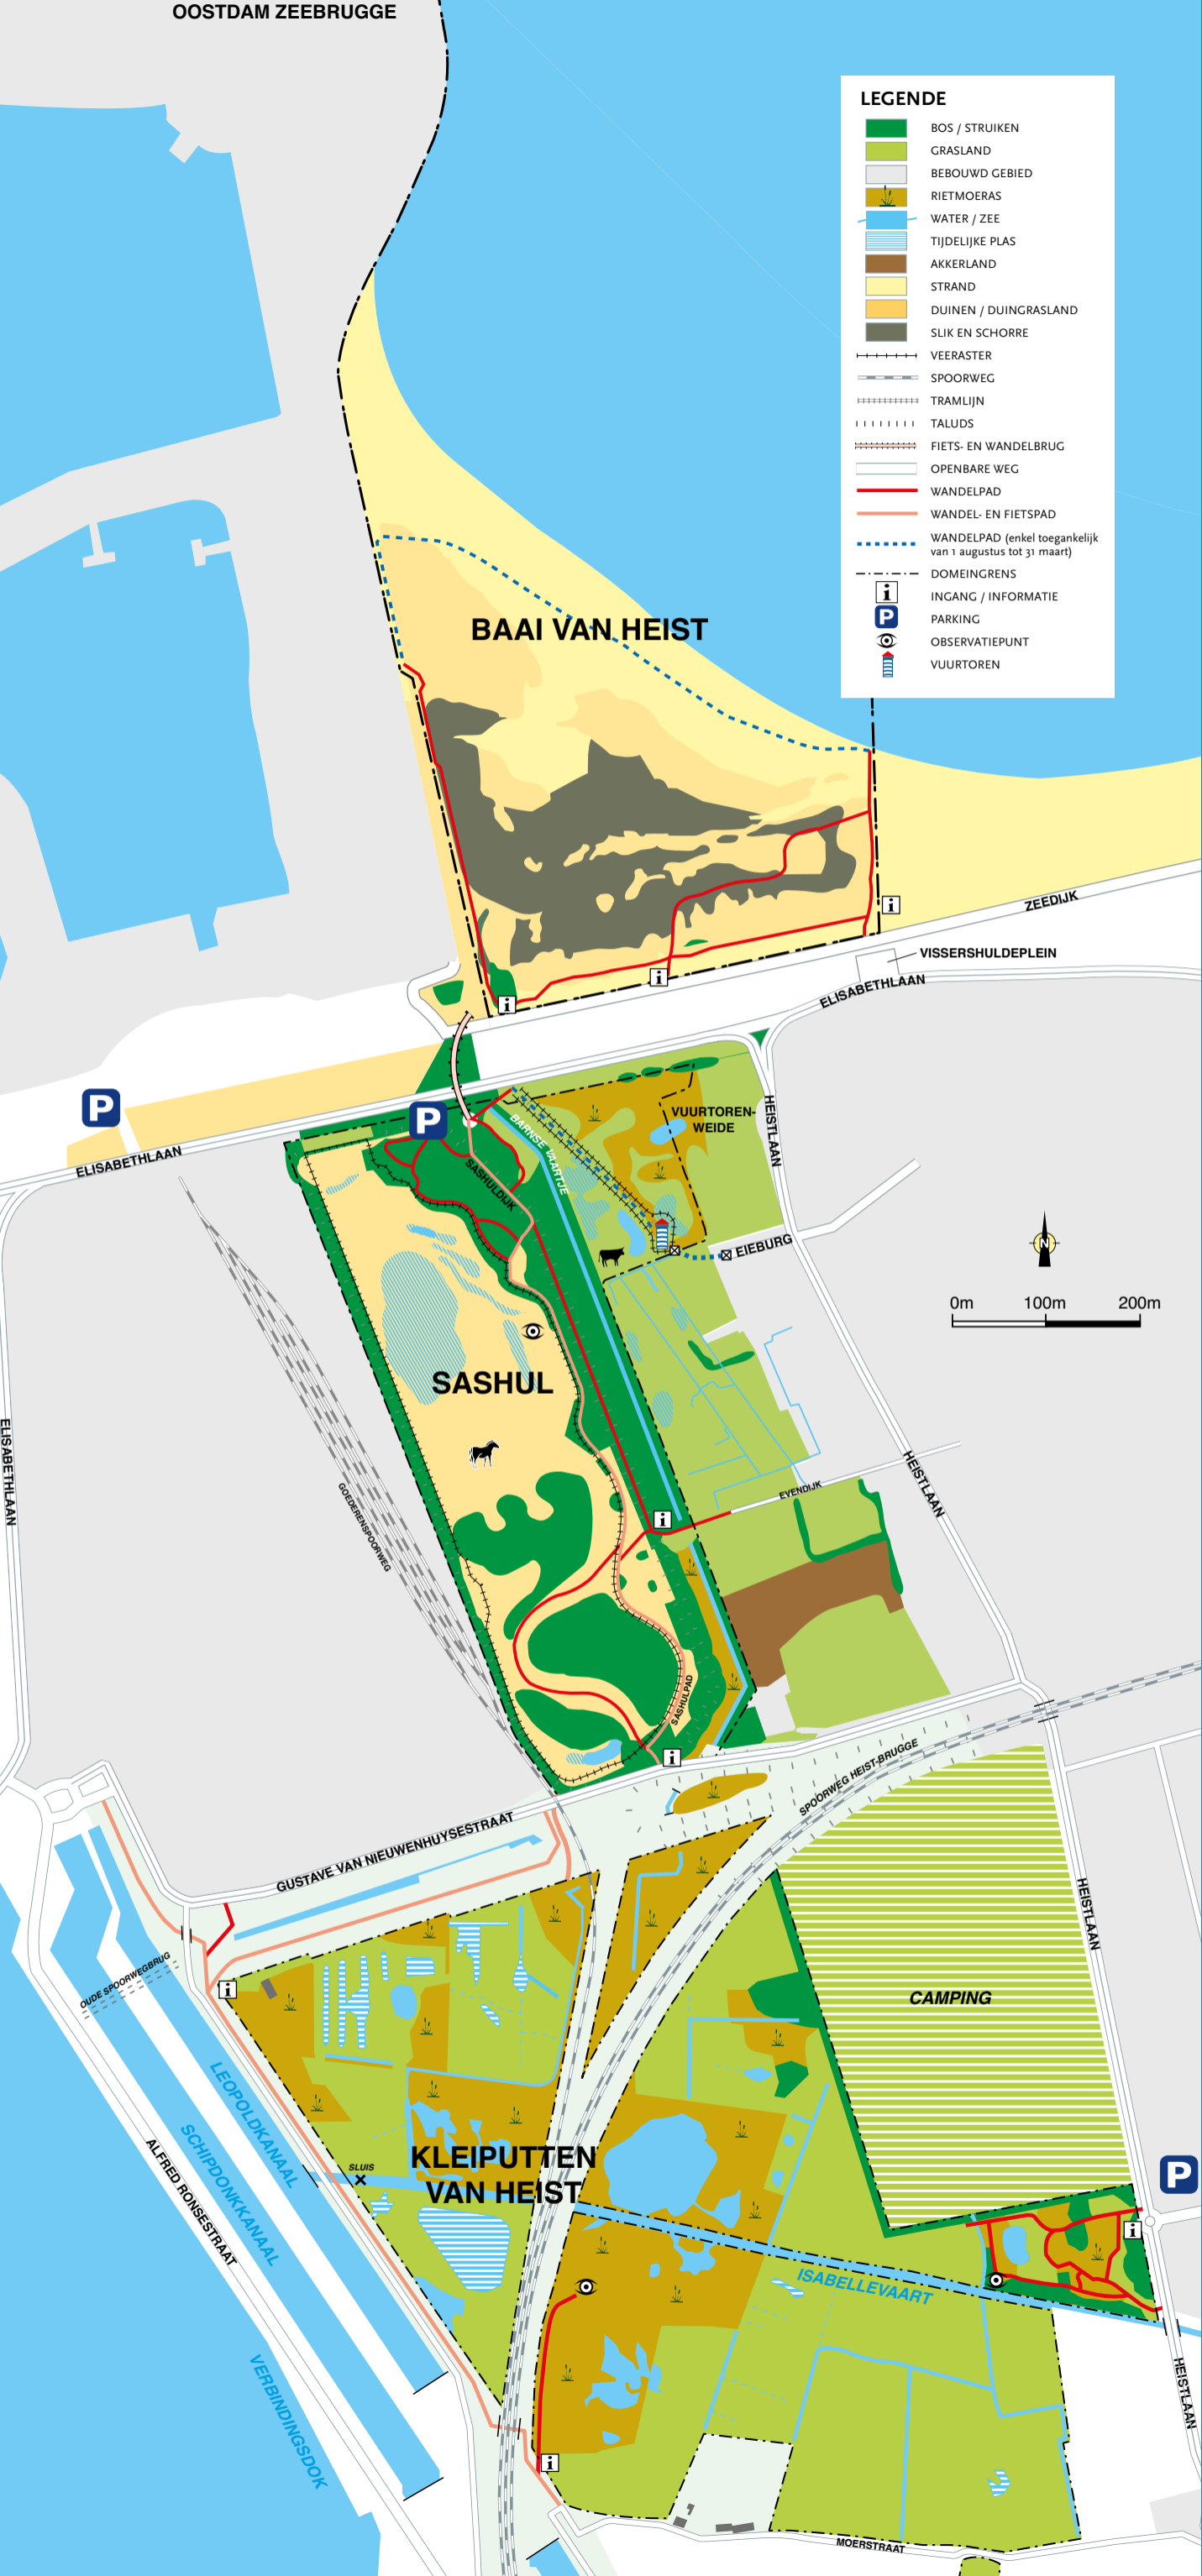 OOSTDAM ZEEBRUGGE
LEGENDE
BOS / STRUIKEN
GRASLAND
BEBOUWD GEBIED
RIETMOERAS
WATER / ZEE
TIJDELIJKE PLAS
AKKERLAND
STRAND
DUINEN / DUINGRASLAND
SLIK EN SCHORRE
VEERASTER
SPOORWEG
TRAMLIJN
TALUDS
FIETS- EN WANDELBRUG
OPENBARE WEG
WANDELPAD
WANDEL- EN FIETSPAD
WANDELPAD (enkel toegankelijk
van 1 augustus tot 31 maart)
DOMEINGRENS
i INGANG / INFORMATIE
P PARKING
OBSERVATIEPUNT
VUURTOREN
BAAI VAN HEIST
i
ZEEDIJK
VISSERSHULDEPLEIN
i
ELISABETHLAAN
i
P
P
VUURTOREN-
WEIDE
HEISTLAAN
BARNSE VAARTJE
ELISABETHLAAN
SASHULDIJK
EIEBURG
N
0m 100m 200m
SASHUL
ELISABETHLAAN
GOEDERENSPOORWEG
HEISTLAAN
EVENDIJK
i
SASHULPAD
i
SPOORWEG HEIST-BRUGGE
GUSTAVE VAN NIEUWENHUYSESTRAAT
HEISTLAAN
OUDE SPOORWEGBRUG
i
CAMPING
LEOPOLDKANAAL
SCHIPDONKKANAAL
ALFRED RONSESTRAAT
SLUIS
KLEIPUTTEN
VAN HEIST
P
i
ISABELLEVAART
VERBINDINGSDOK
HEISTLAAN
i
MOERSTRAAT